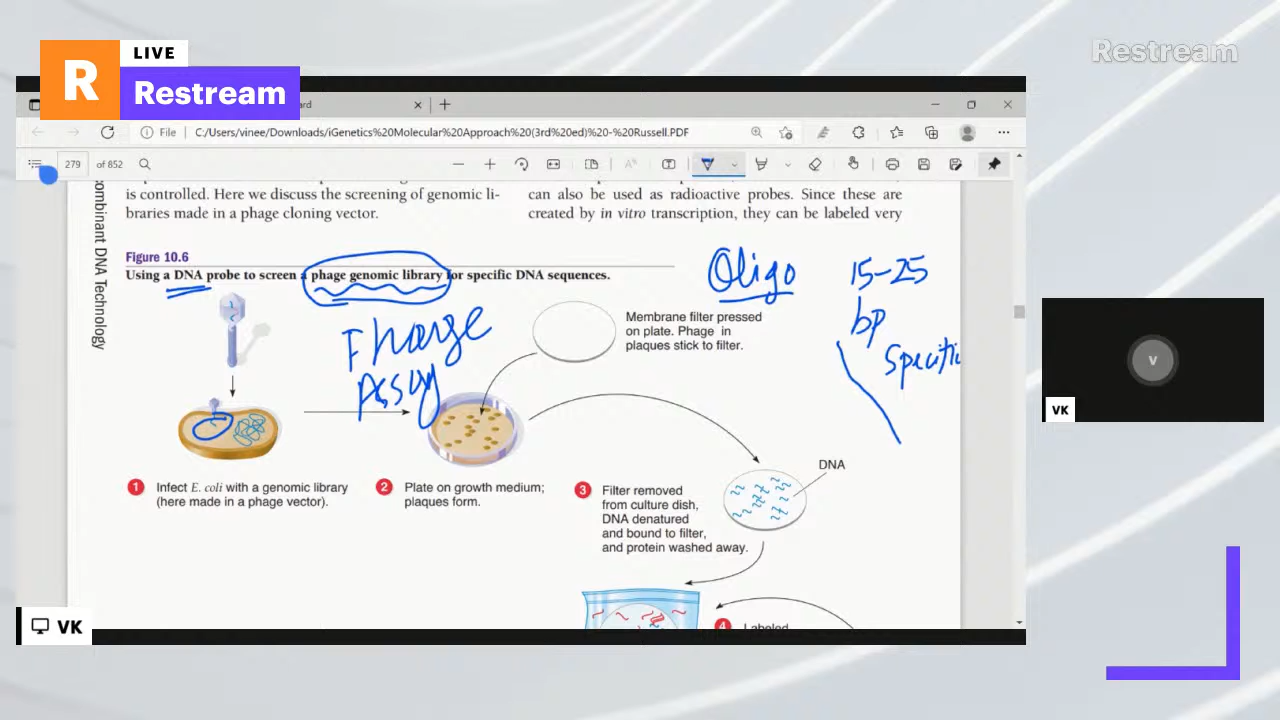 R
LIVE
Restream
Restream
File
C:/Users/vinee/Downloads/iGenetics%20Molecular%20Approach%20(3rd%20ed)%20-%20Russell.PDF
279
of 852
ombinant DNA Technology
is controlled. Here we discuss the screening of genomic li-
braries made in a phage cloning vector.
can also be used as radioactive probes. Since these are
created by in vitro transcription, they can be labeled very
Figure 10.6
Using a DNA probe to screen a phage genomic library for specific DNA sequences.
Oligo
15-25
bp
Assay
Membrane filter pressed
on plate. Phage in
plaques stick to filter.
1 Infect E. coli with a genomic library
(here made in a phage vector).
2 Plate on growth medium;
plaques form.
3 Filter removed
from culture dish,
DNA denatured
and bound to filter,
and protein washed away.
DNA
4 Labeled
V
VK
VK